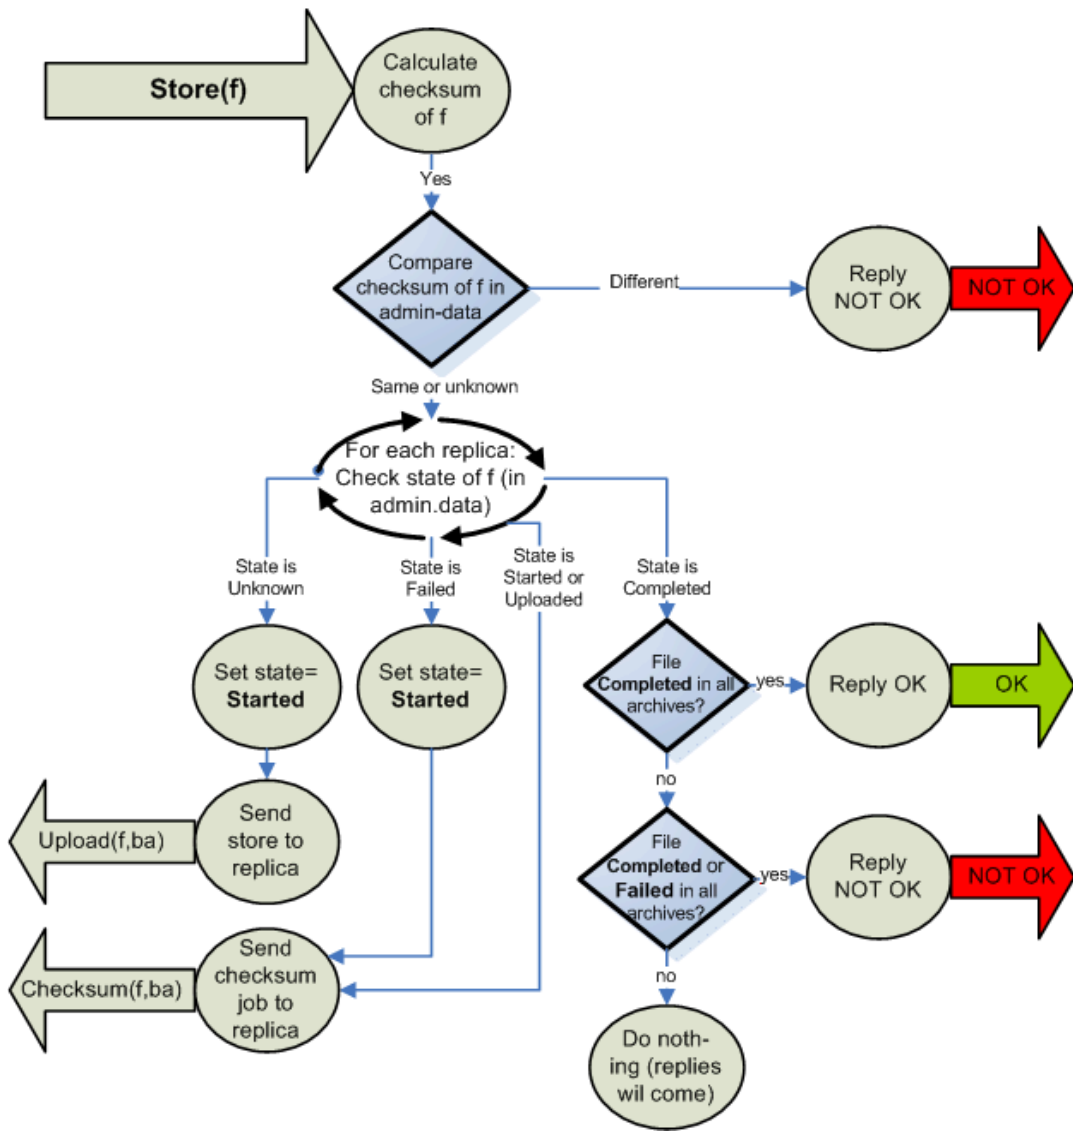 Store(f)
Calculate
checksum
of f
Yes
Compare
checksum of f in
admin-data
Different
Reply
NOT OK
NOT OK
Same or unknown
For each replica:
Check state of f (in
admin.data)
State is
Unknown
State is
Failed
State is
Started or
Uploaded
State is
Completed
Set state=
Started
Set state=
Started
File
Completed in all
archives?
yes
Reply OK
OK
no
Upload(f,ba)
Send
store to
replica
File
Completed or
Failed in all
archives?
yes
Reply
NOT OK
NOT OK
Checksum(f,ba)
Send
checksum
job to
replica
no
Do noth-
ing (replies
wil come)